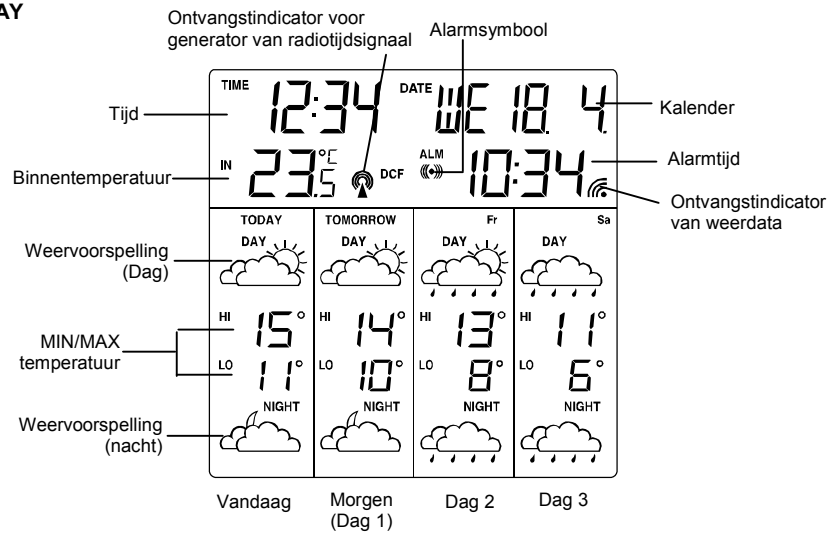 AY
Ontvangstindicator voor
generator van radiotijdsignaal
Alarmsymbool
TIME 12:34 DATE WE 18. 4.
Tijd
Kalender
IN 23.5°C DCF ALM 10:34
Binnentemperatuur
Alarmtijd
Ontvangstindicator
van weerdata
TODAY TOMORROW Fr Sa
DAY DAY DAY DAY
Weervoorspelling
(Dag)
HI 15° HI 14° HI 13° HI 11°
MIN/MAX
temperatuur
LO 11° LO 10° LO 8° LO 6°
NIGHT NIGHT NIGHT NIGHT
Weervoorspelling
(nacht)
Vandaag Morgen Dag 2 Dag 3
(Dag 1)